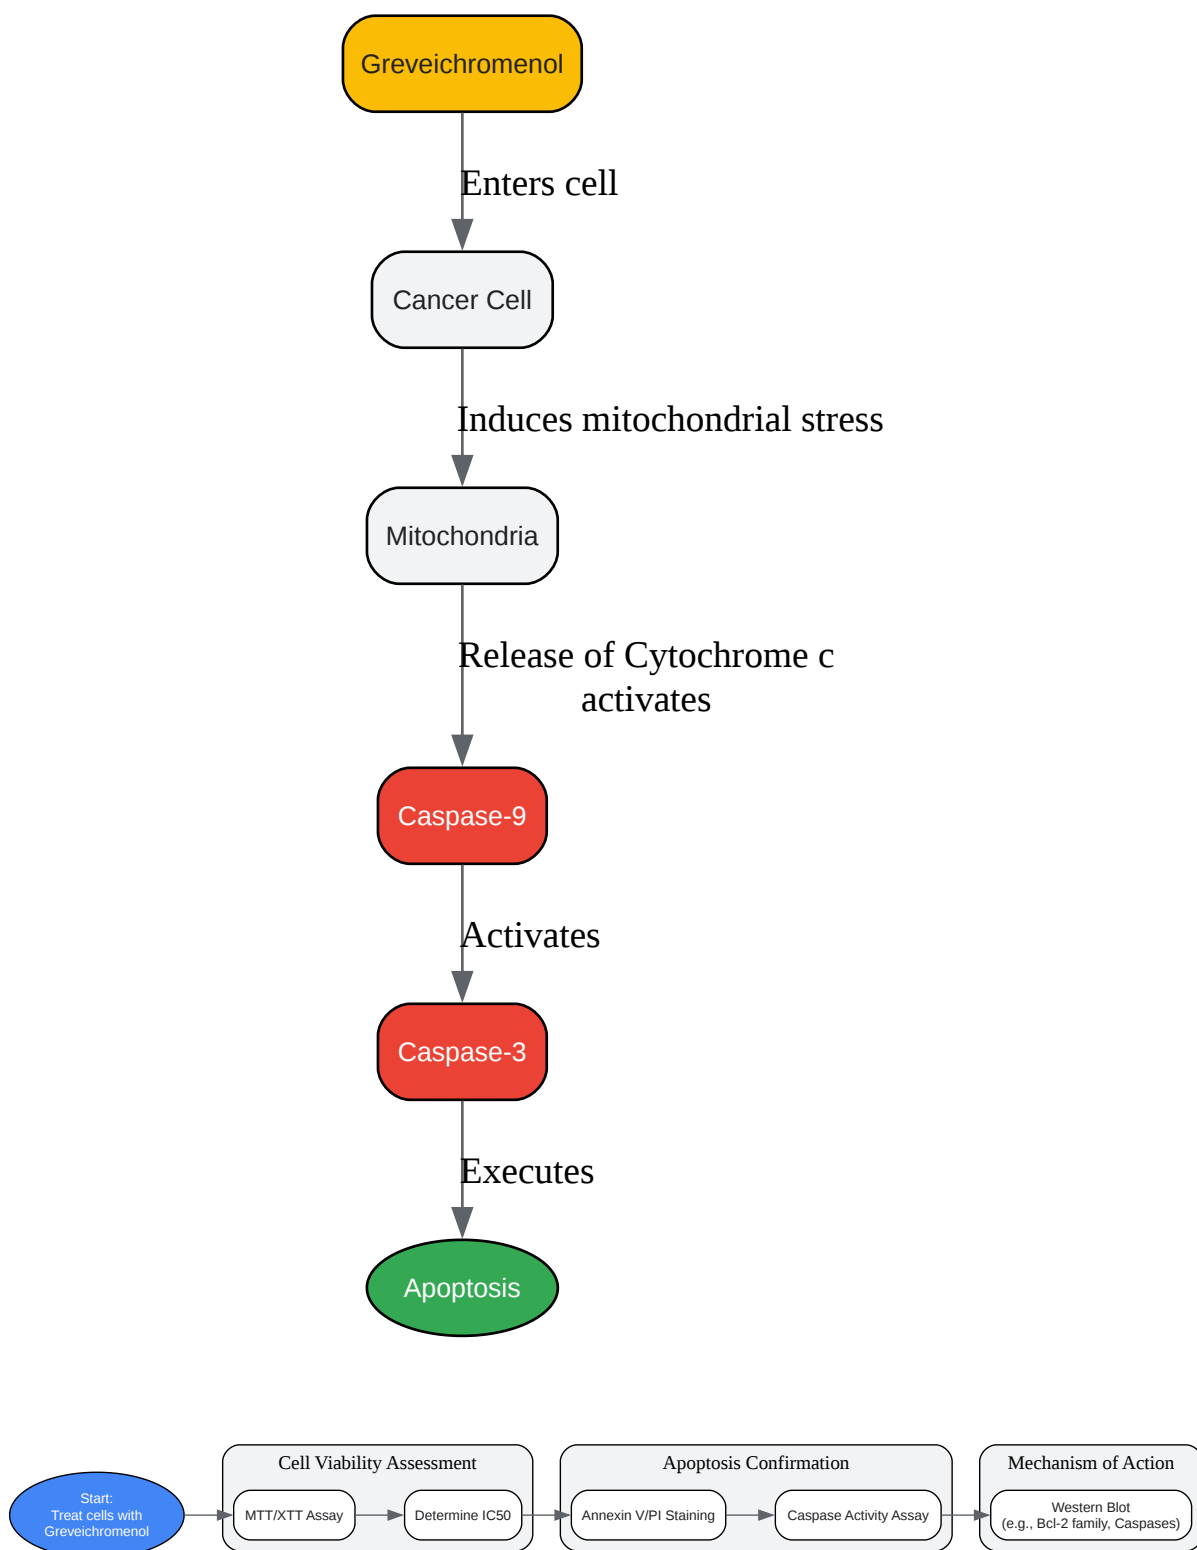 Greveichromenol
Enters cell
Cancer Cell
Induces mitochondrial stress
Mitochondria
Release of Cytochrome c
activates
Caspase-9
Activates
Caspase-3
Executes
Apoptosis
Start:
Treat cells with
Greveichromenol
Cell Viability Assessment
MTT/XTT Assay
Determine IC50
Apoptosis Confirmation
Annexin V/PI Staining
Caspase Activity Assay
Mechanism of Action
Western Blot
(e.g., Bcl-2 family, Caspases)